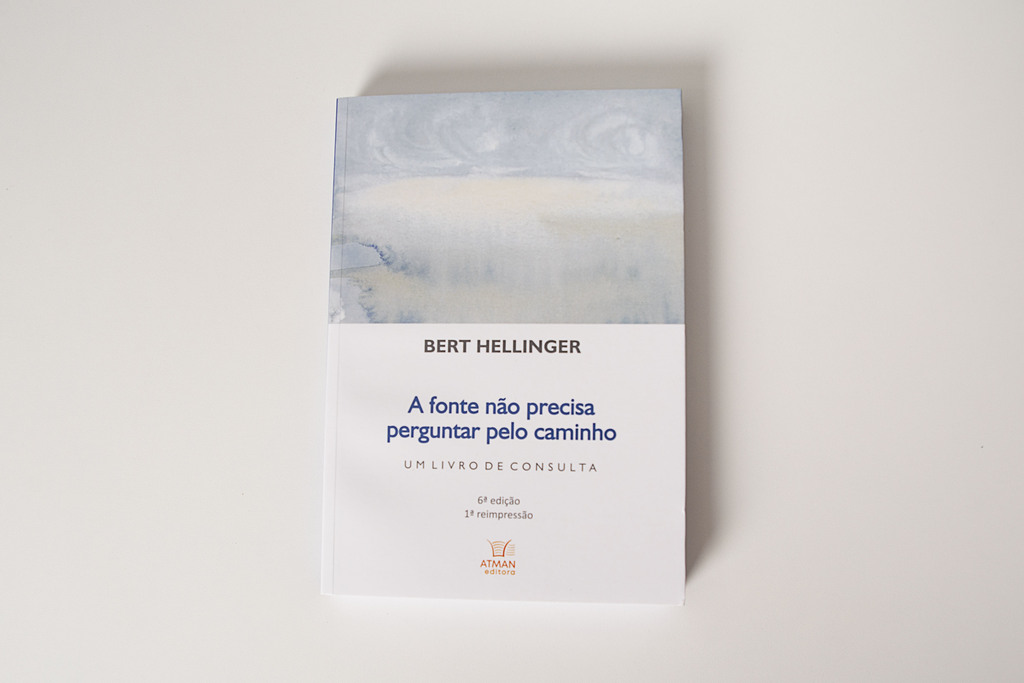 BERT HELLINGER
A fonte não precisa
perguntar pelo caminho
UM LIVRO DE CONSULTA
6ª edição
1ª reimpressão
ATMAN
editora